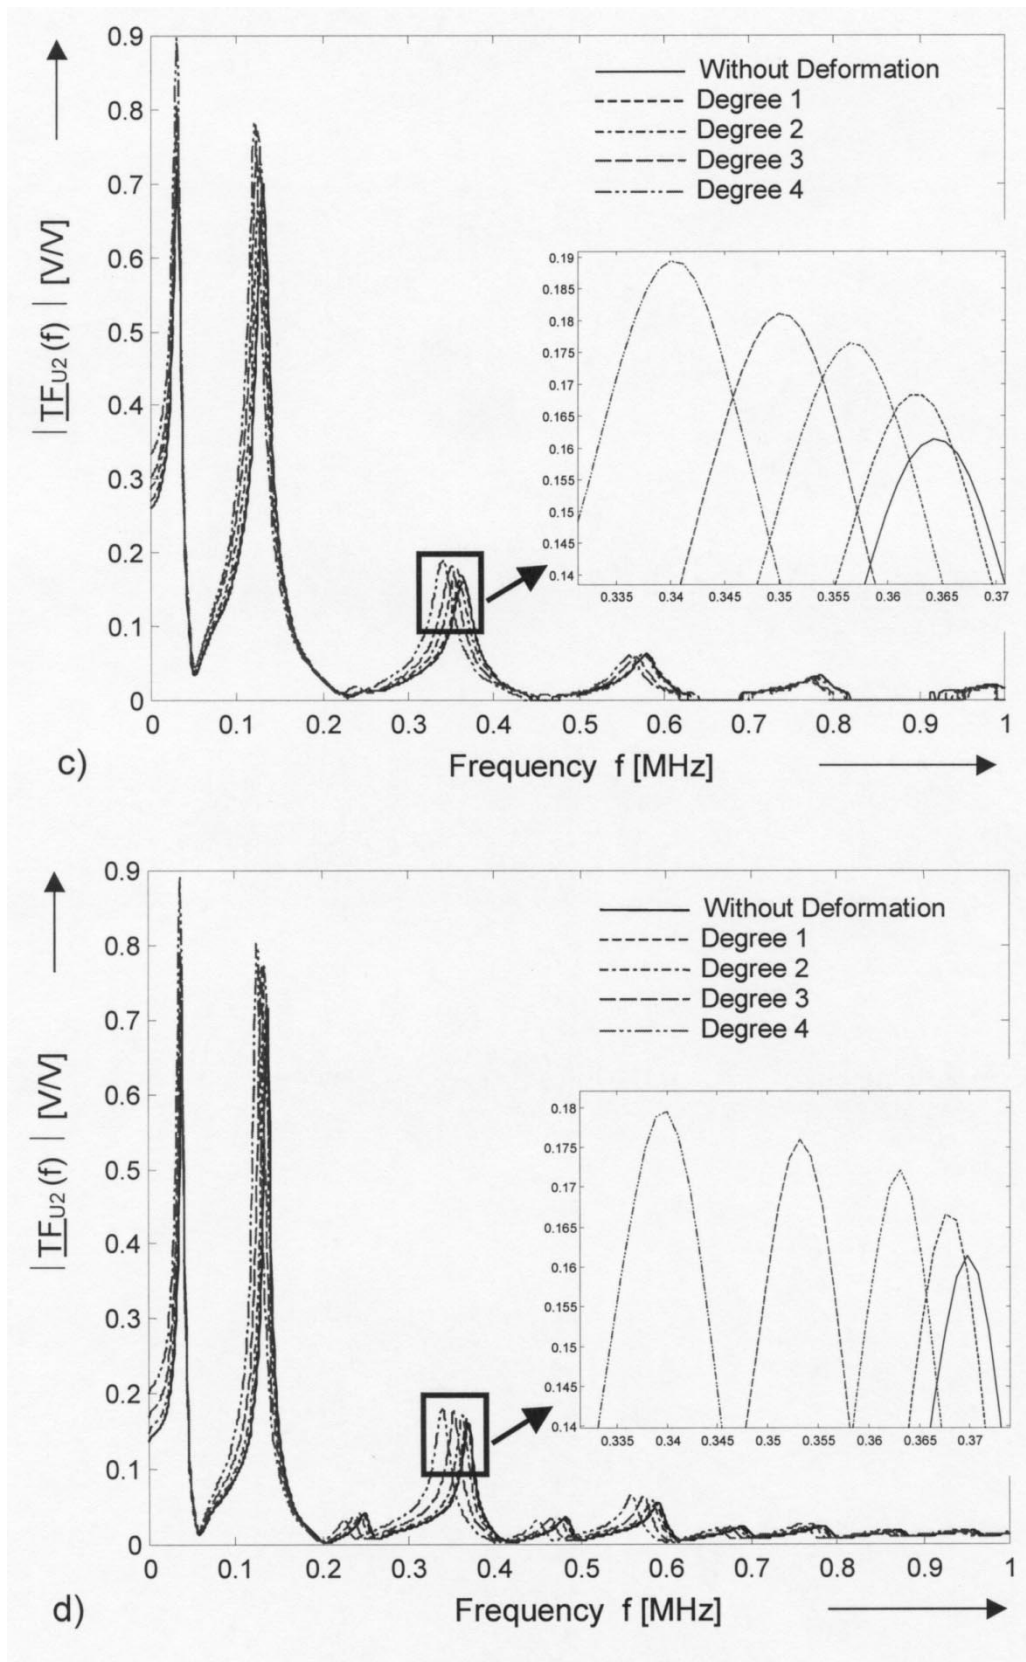 0.9
0.8
0.7
0.6
0.5
0.4
0.3
0.2
0.1
0
|TFU2(f)| [V/V]
Without Deformation
Degree 1
Degree 2
Degree 3
Degree 4
0.19
0.185
0.18
0.175
0.17
0.165
0.16
0.155
0.15
0.145
0.14
0.335 0.34 0.345 0.35 0.355 0.36 0.365 0.37
0 0.1 0.2 0.3 0.4 0.5 0.6 0.7 0.8 0.9 1
c)
Frequency f [MHz]
0.9
0.8
0.7
0.6
0.5
0.4
0.3
0.2
0.1
0
|TFU2(f)| [V/V]
Without Deformation
Degree 1
Degree 2
Degree 3
Degree 4
0.18
0.175
0.17
0.165
0.16
0.155
0.15
0.145
0.14
0.335 0.34 0.345 0.35 0.355 0.36 0.365 0.37
0 0.1 0.2 0.3 0.4 0.5 0.6 0.7 0.8 0.9 1
d)
Frequency f [MHz]